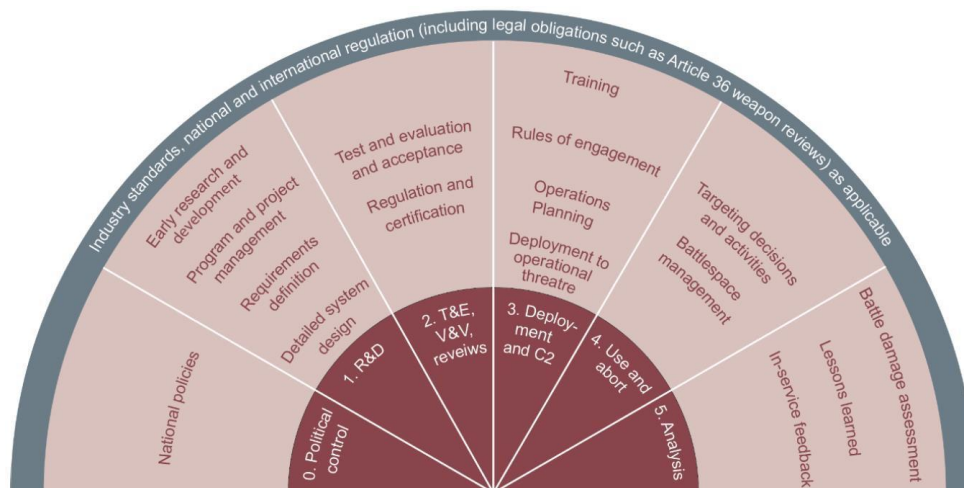 Industry standards, national and international regulation (including legal obligations such as Article 36 weapon reviews) as applicable
National policies
0. Political
control
Early research and
development
Program and project
management
Requirements
definition
Detailed system
design
1. R&D
Test and evaluation
and acceptance
Regulation and
certification
2. T&E,
V&V,
reveiws
Training
Rules of engagement
Operations
Planning
Deployment to
operational
threatre
3. Deploy-
ment
and C2
Targeting decisions
and activities
Battlespace
management
4. Use and
abort
Battle damage assessment
Lessons learned
In-service feedback
5. Analysis